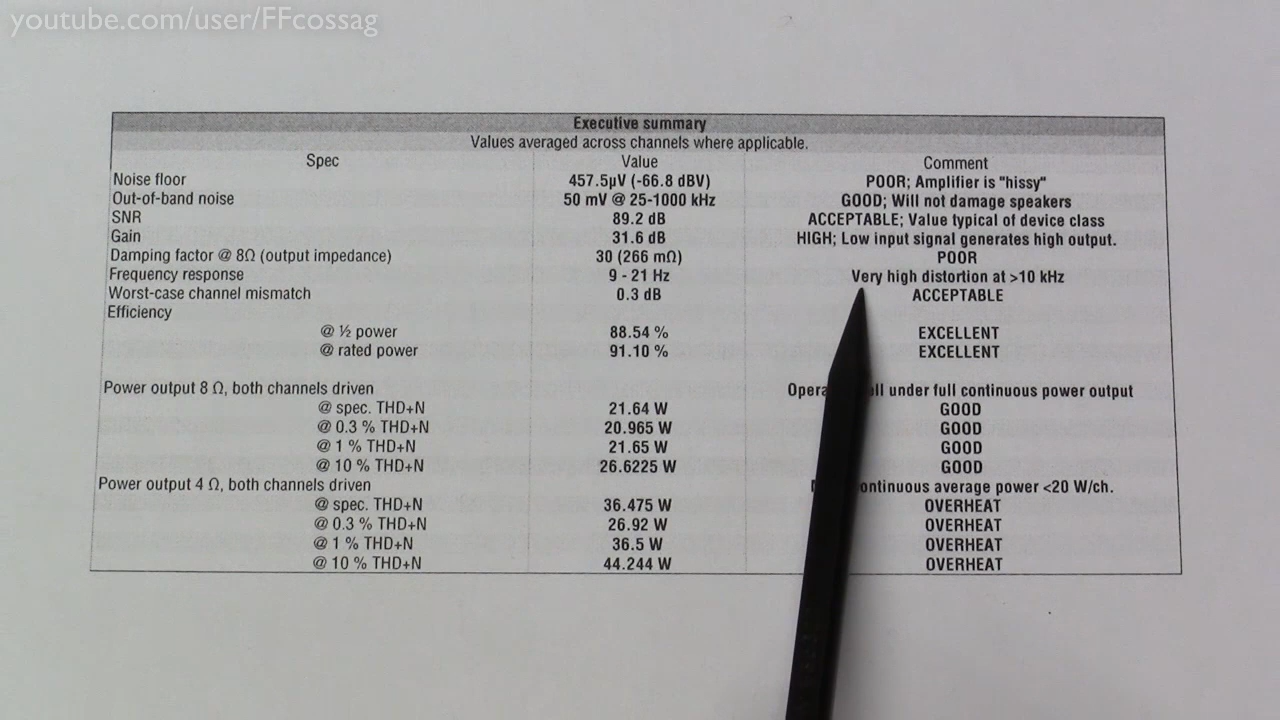 youtube.com/user/FFcossag
Executive summary
Values averaged across channels where applicable.
Spec Value Comment
Noise floor 457.5µV (-66.8 dBV) POOR; Amplifier is "hissy"
Out-of-band noise 50 mV @ 25-1000 kHz GOOD; Will not damage speakers
SNR 89.2 dB ACCEPTABLE; Value typical of device class
Gain 31.6 dB HIGH; Low input signal generates high output.
Damping factor @ 8Ω (output impedance) 30 (266 mΩ) POOR
Frequency response 9 - 21 Hz Very high distortion at >10 kHz
Worst-case channel mismatch 0.3 dB ACCEPTABLE
Efficiency
@ ½ power 88.54 % EXCELLENT
@ rated power 91.10 % EXCELLENT
Power output 8 Ω, both channels driven under full continuous power output
@ spec. THD+N 21.64 W GOOD
@ 0.3 % THD+N 20.965 W GOOD
@ 1 % THD+N 21.65 W GOOD
@ 10 % THD+N 26.6225 W GOOD
Power output 4 Ω, both channels driven average power <20 W/ch.
@ spec. THD+N 36.475 W OVERHEAT
@ 0.3 % THD+N 26.92 W OVERHEAT
@ 1 % THD+N 36.5 W OVERHEAT
@ 10 % THD+N 44.244 W OVERHEAT